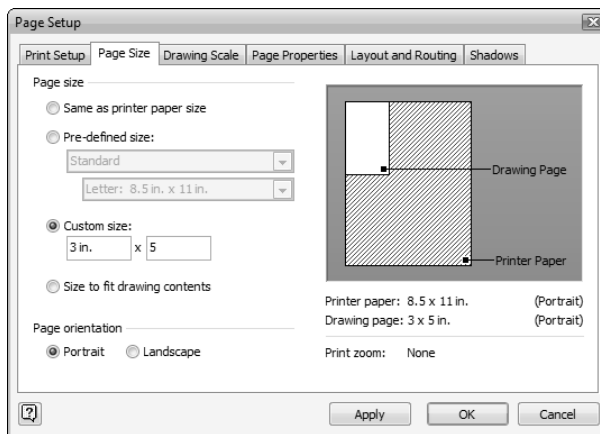 Page Setup
Print Setup Page Size Drawing Scale Page Properties Layout and Routing Shadows
Page size
Same as printer paper size
Pre-defined size:
Standard
Letter: 8.5 in. x 11 in.
Custom size:
3 in. x 5
Size to fit drawing contents
Page orientation
Portrait Landscape
Drawing Page
Printer Paper
Printer paper: 8.5 x 11 in. (Portrait)
Drawing page: 3 x 5 in. (Portrait)
Print zoom: None
Apply OK Cancel